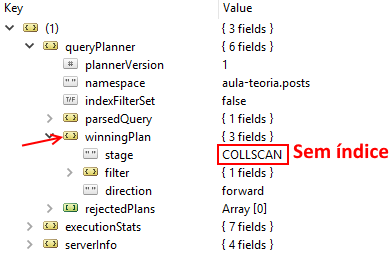 Key Value
(1) { 3 fields }
queryPlanner { 6 fields }
# plannerVersion 1
" " namespace aula-teoria.posts
T/F indexFilterSet false
parsedQuery { 1 fields }
winningPlan { 3 fields }
" " stage COLLSCAN Sem índice
filter { 1 fields }
" " direction forward
rejectedPlans Array [0]
executionStats { 7 fields }
serverInfo { 4 fields }